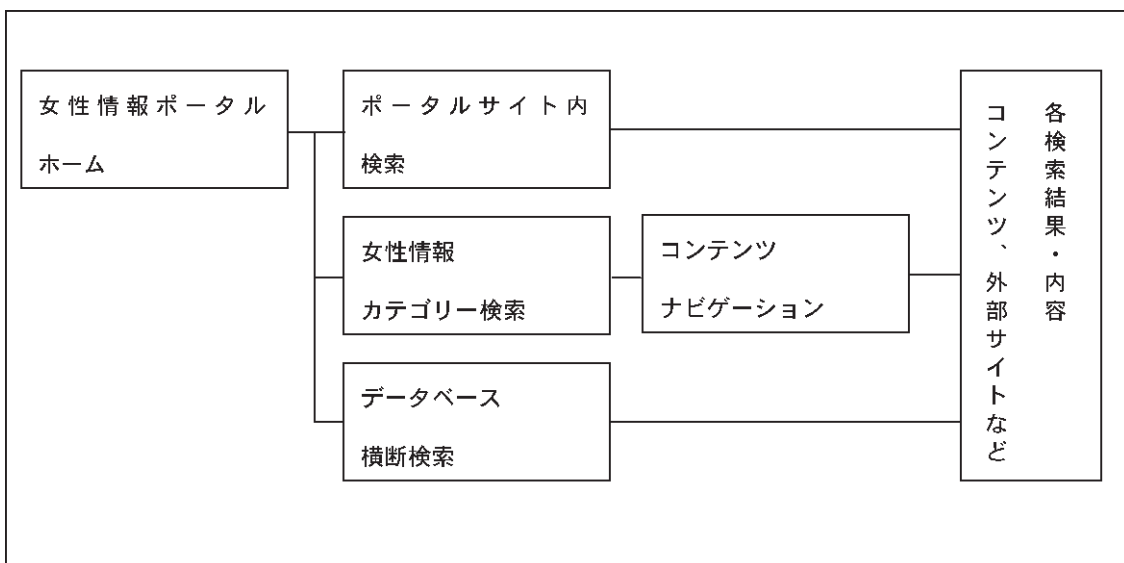 女性情報ポータル
ホーム
ポータルサイト内
検索
女性情報
カテゴリー検索
コンテンツ
ナビゲーション
データベース
横断検索
各検索結果・内容
コンテンツ、外部サイトなど